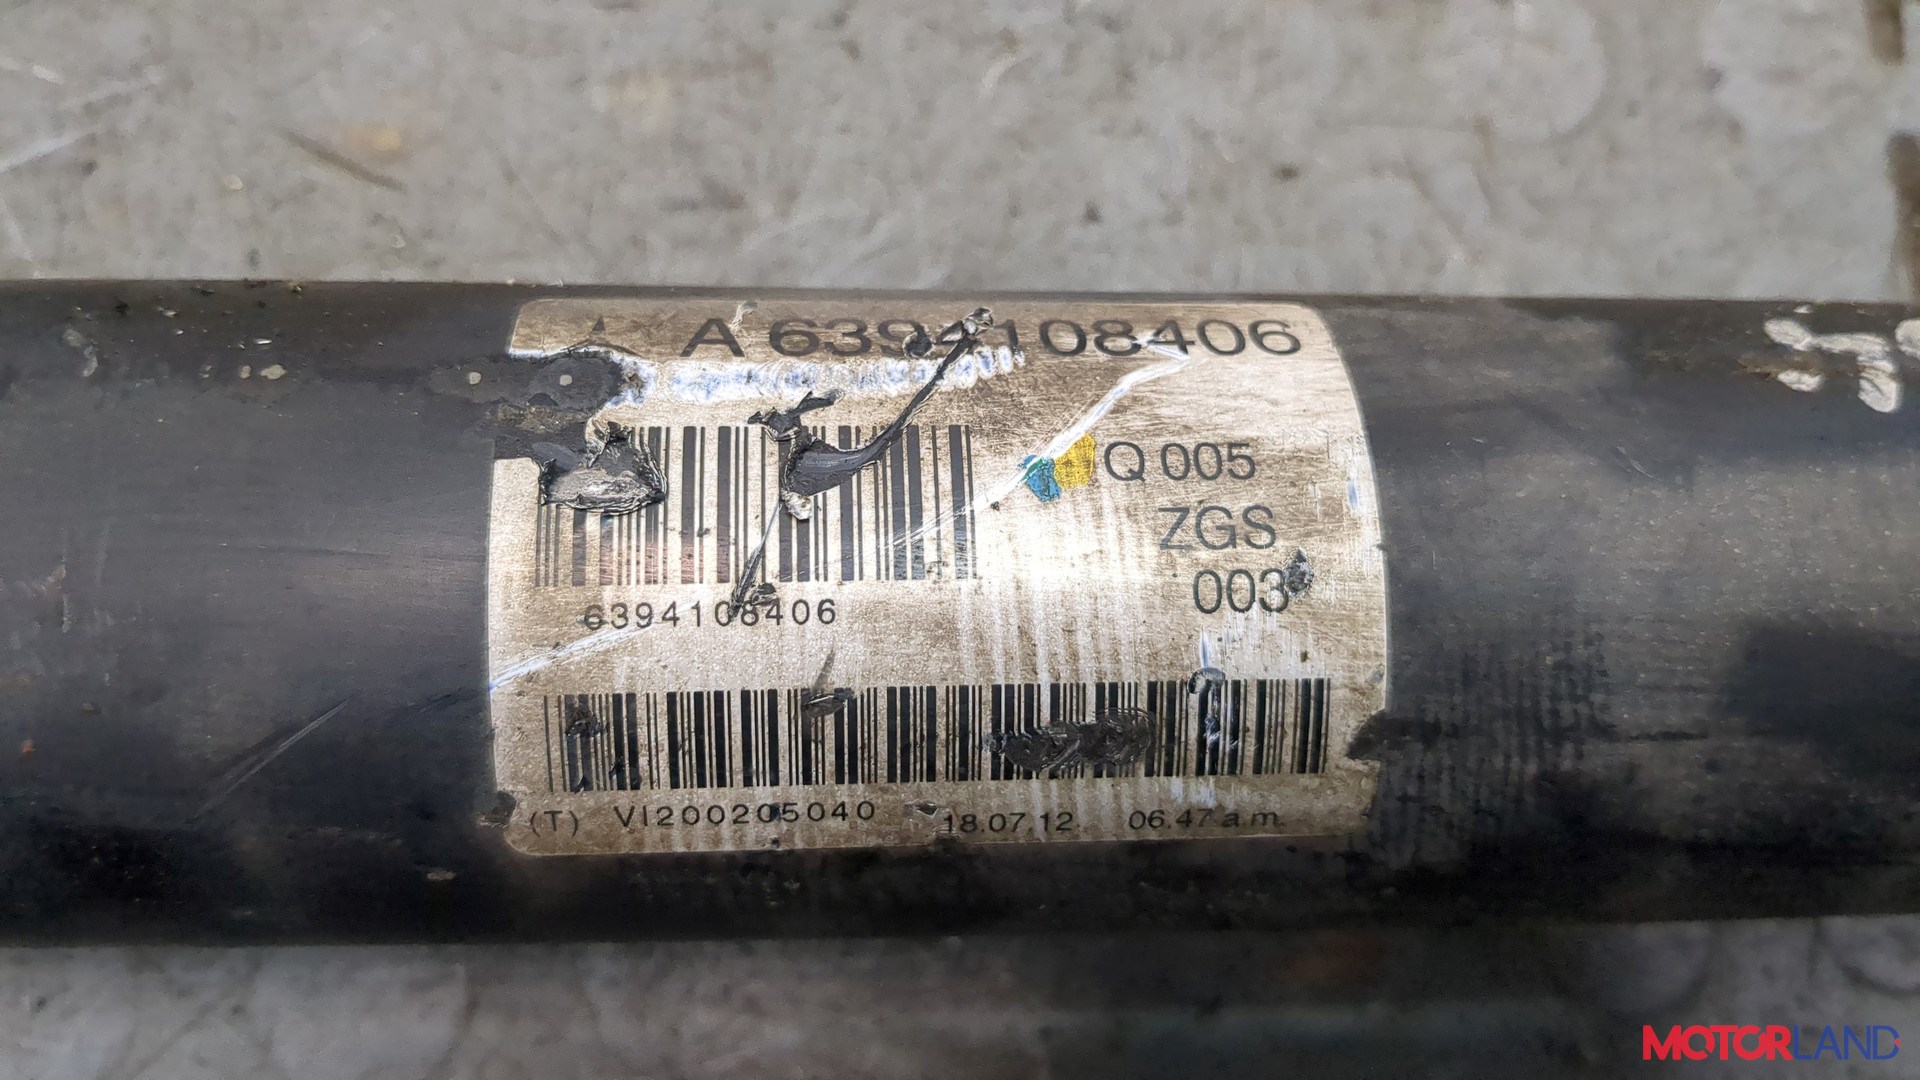 A 6394108406
Q 005
ZGS
003
6394108406
(T) VI200205040 18.07.12 06.47 a.m.
MOTORLAND